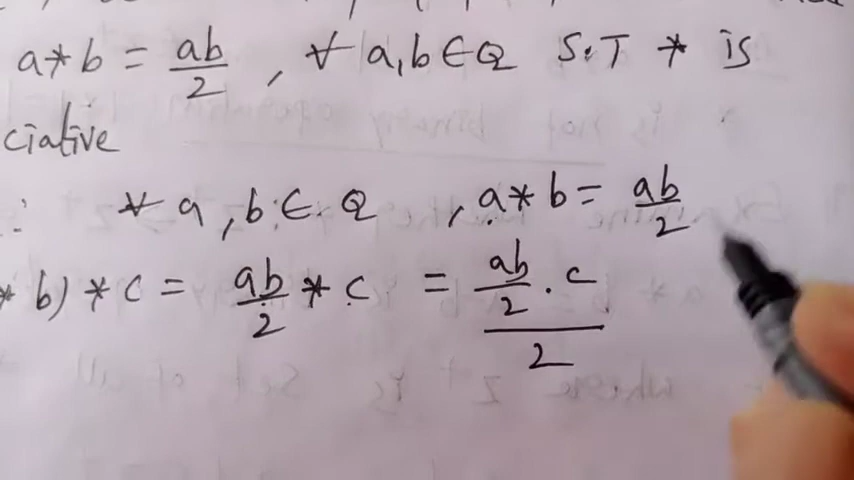 a * b = ab/2 , ∀ a,b ∈ Q S.T * is
ciative
∴ ∀ a,b ∈ Q , a * b = ab/2
* b) * c = ab/2 * c = (ab/2 . c)/2